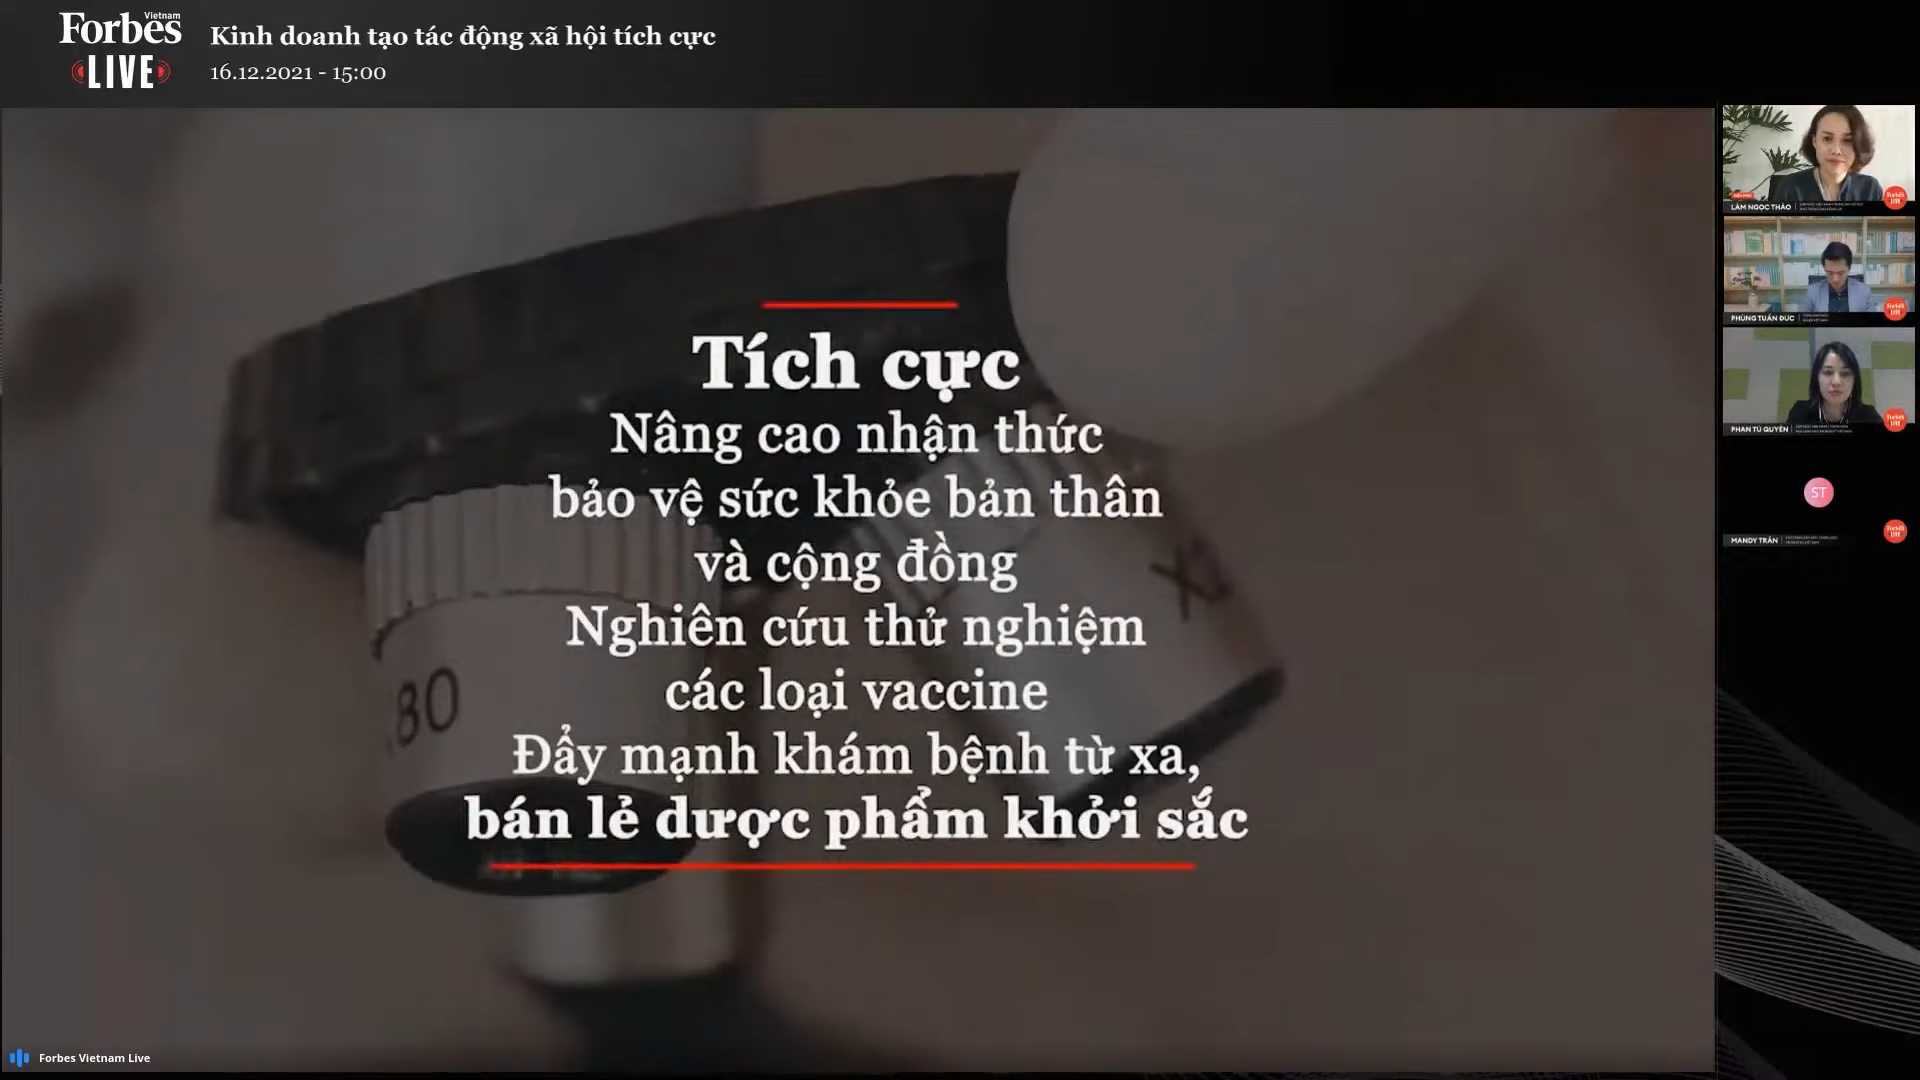 Forbes
Vietnam
LIVE
Kinh doanh tạo tác động xã hội tích cực
16.12.2021 - 15:00
Tích cực
Nâng cao nhận thức
bảo vệ sức khỏe bản thân
và cộng đồng
Nghiên cứu thử nghiệm
các loại vaccine
Đẩy mạnh khám bệnh từ xa,
bán lẻ dược phẩm khởi sắc
80
X2
LÂM NGỌC THẢO
PHÙNG TUẤN ĐỨC
PHAN TÚ QUYÊN
ST
MANDY TRẦN
Forbes Vietnam Live